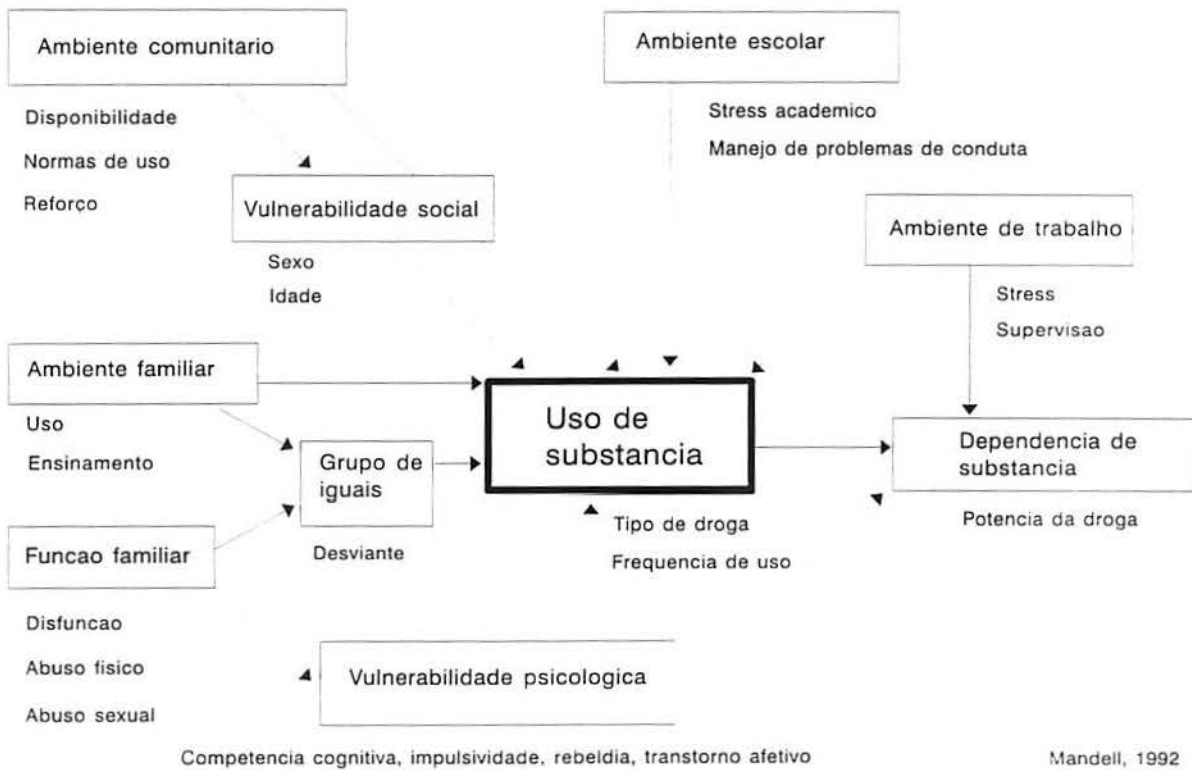 Ambiente comunitario
Disponibilidade
Normas de uso
Reforço
Vulnerabilidade social
Sexo
Idade
Ambiente escolar
Stress academico
Manejo de problemas de conduta
Ambiente de trabalho
Stress
Supervisao
Ambiente familiar
Uso
Ensinamento
Grupo de
iguais
Desviante
Uso de
substancia
Tipo de droga
Frequencia de uso
Dependencia de
substancia
Potencia da droga
Funcao familiar
Disfuncao
Abuso fisico
Abuso sexual
Vulnerabilidade psicologica
Competencia cognitiva, impulsividade, rebeldia, transtorno afetivo
Mandell, 1992